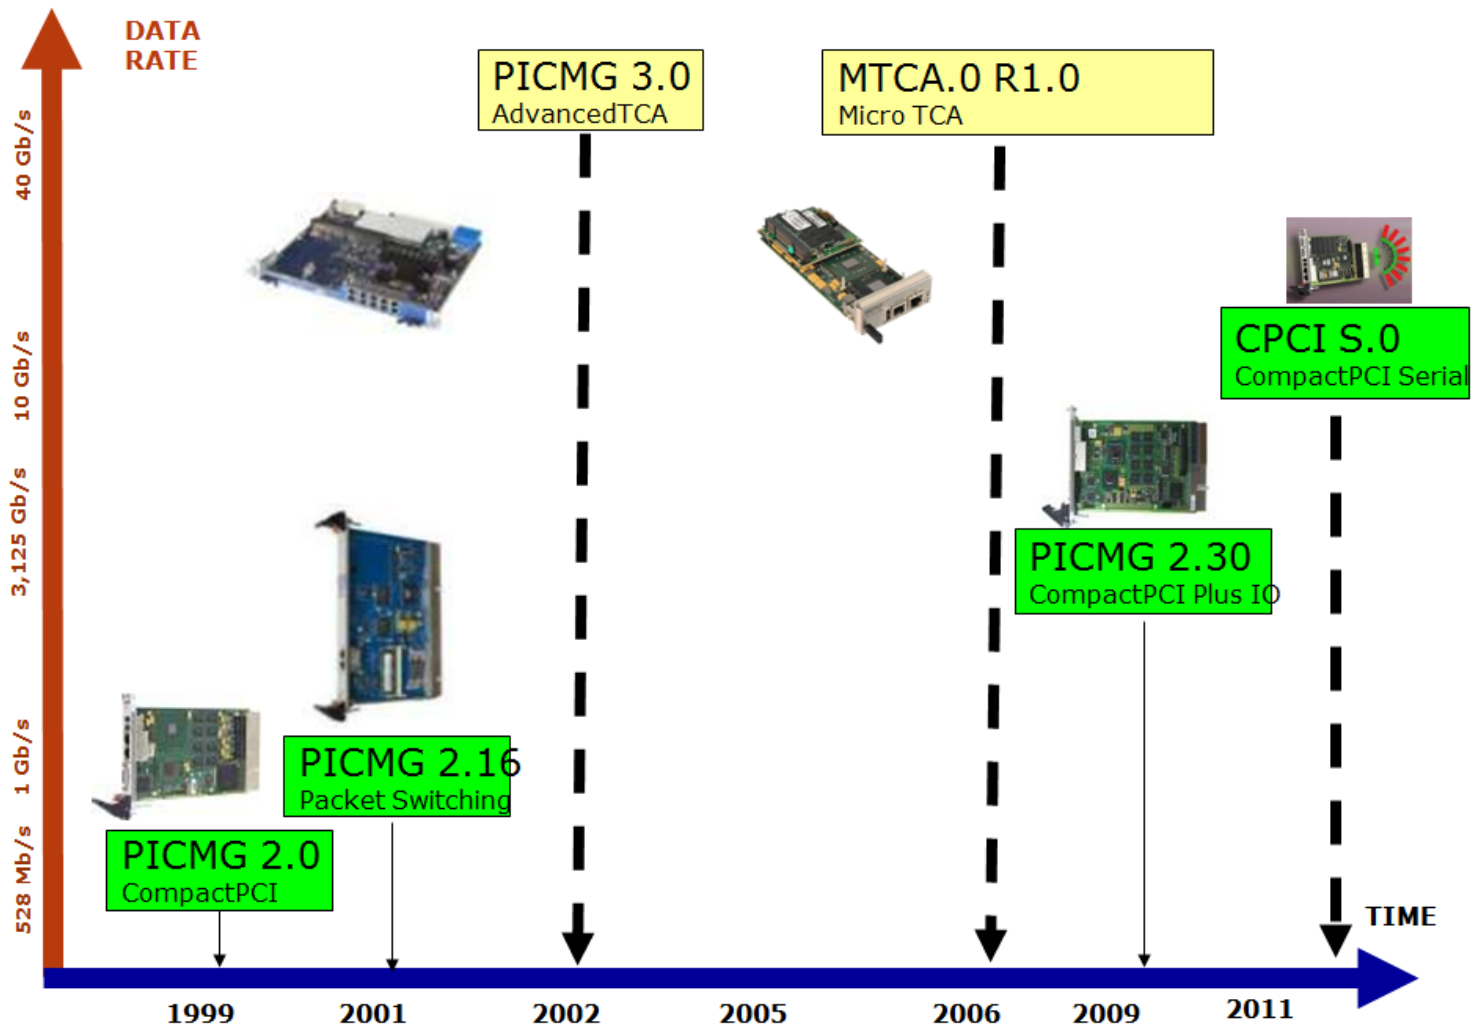 DATA
RATE
PICMG 3.0
AdvancedTCA
MTCA.0 R1.0
Micro TCA
40 Gb/s
10 Gb/s
3,125 Gb/s
1 Gb/s
528 Mb/s
CPCI S.0
CompactPCI Serial
PICMG 2.30
CompactPCI Plus IO
PICMG 2.16
Packet Switching
PICMG 2.0
CompactPCI
TIME
1999
2001
2002
2005
2006
2009
2011